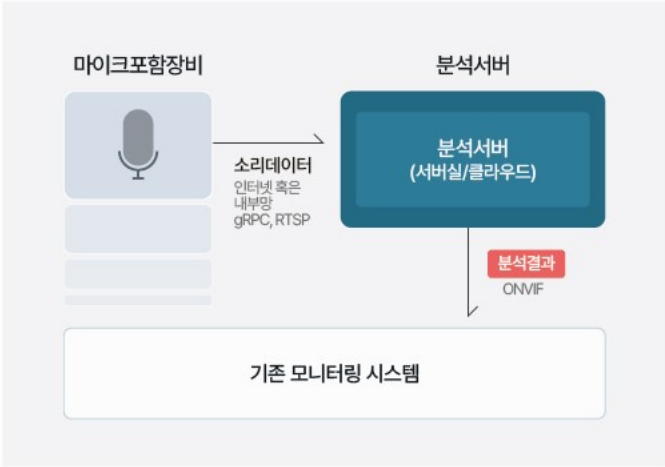 마이크포함장비
분석서버
분석서버
(서버실/클라우드)
소리데이터
인터넷 혹은
내부망
gRPC, RTSP
분석결과
ONVIF
기존 모니터링 시스템